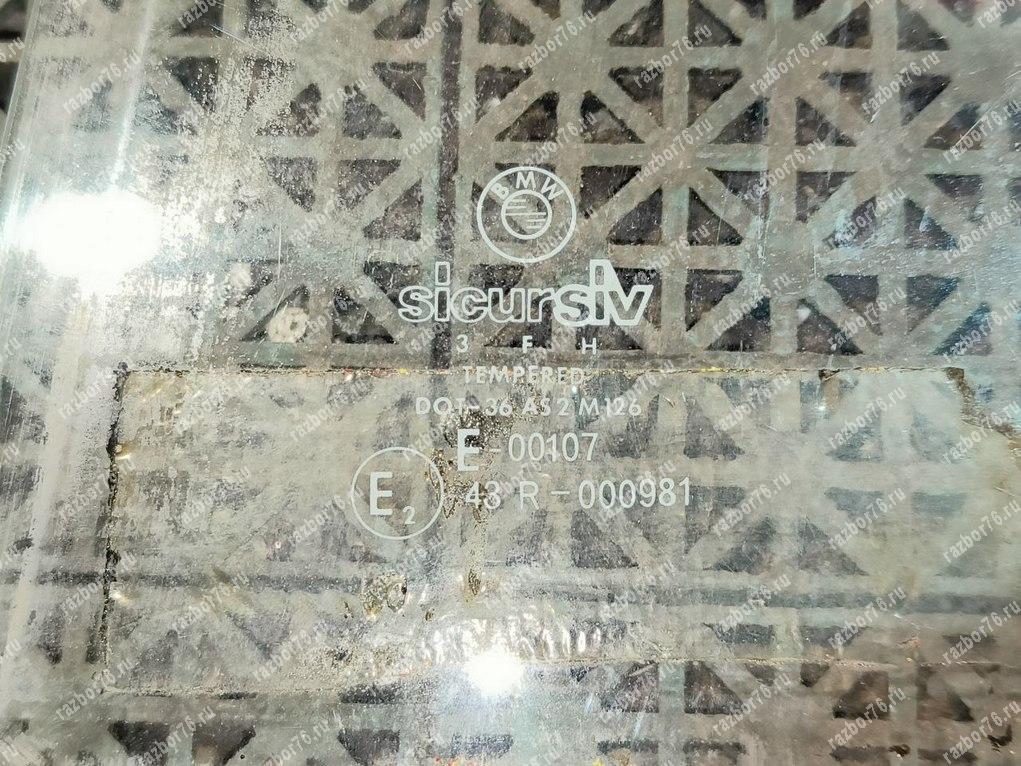 BMW
sicursiv
3 F H
TEMPERED
DOT-36 AS2 M126
E-00107
E2 43 R-000981
razbor76.ru